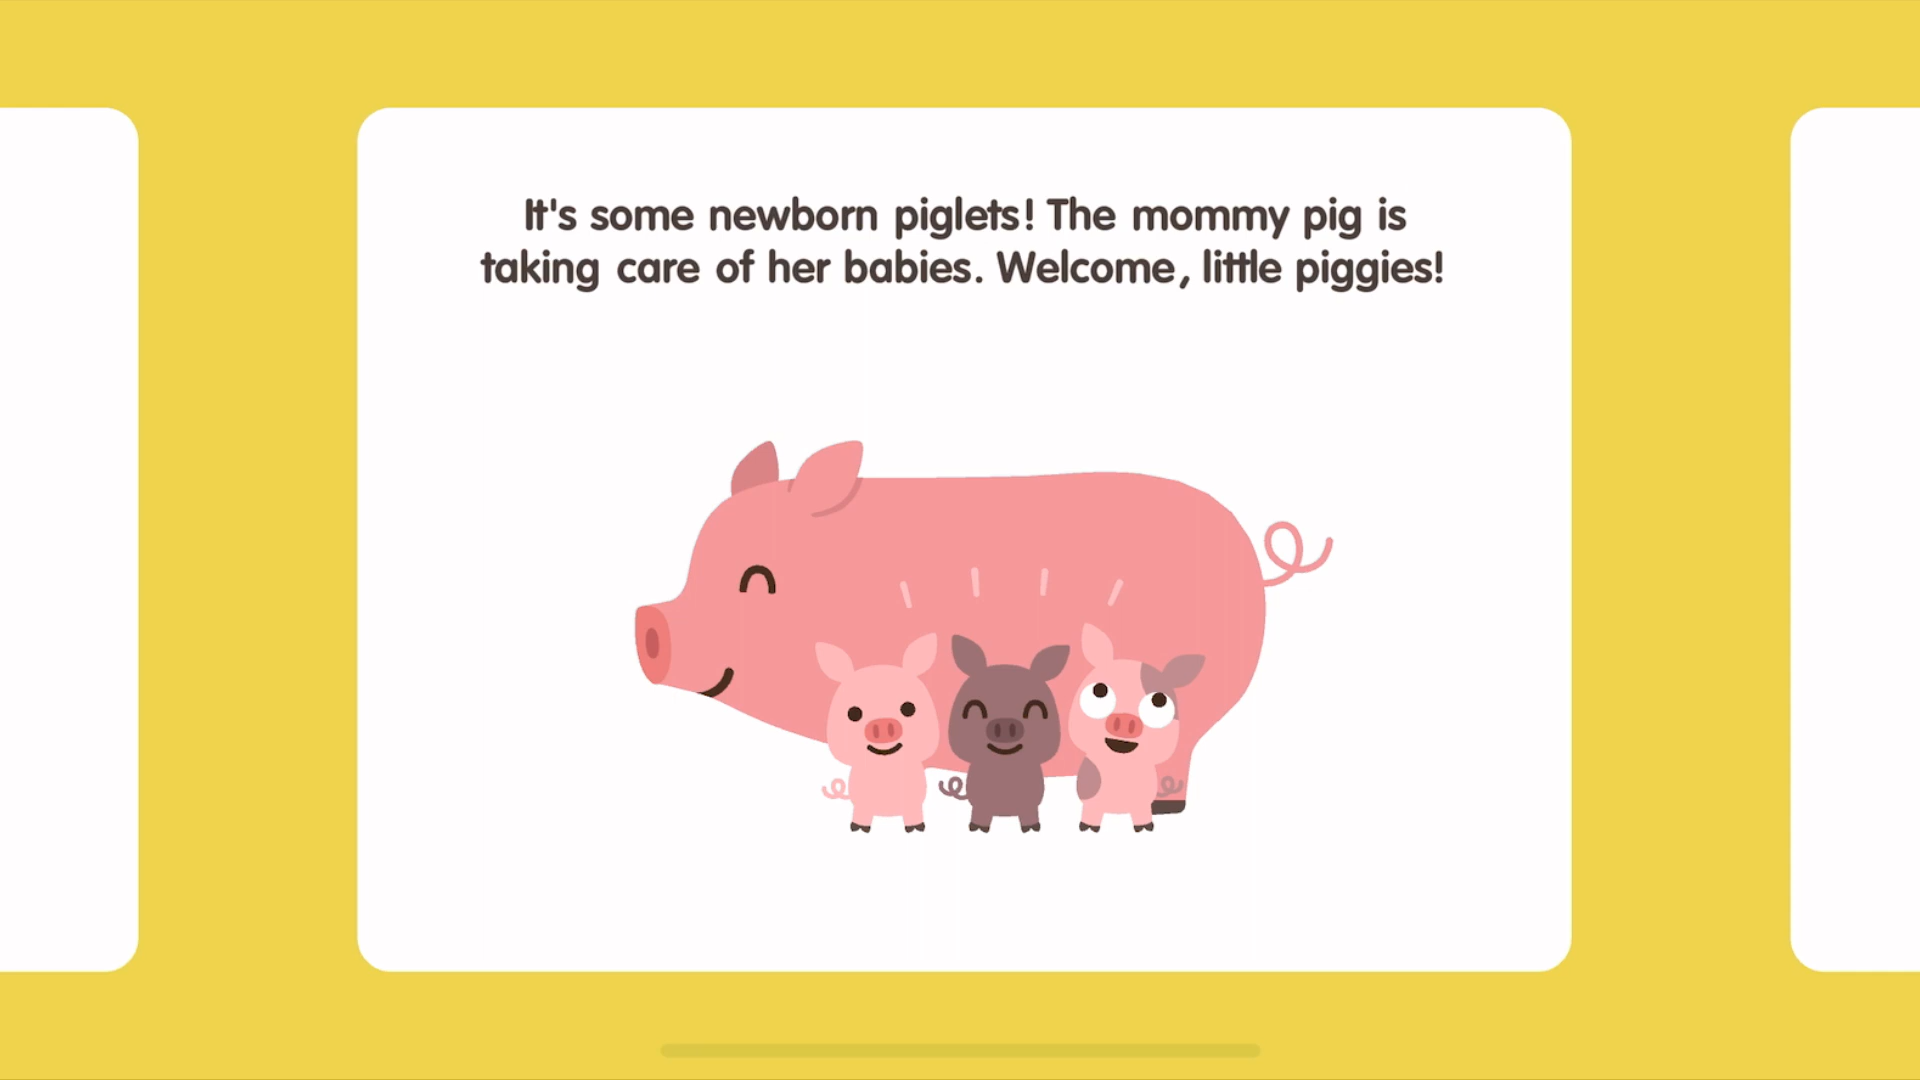 It's some newborn piglets! The mommy pig is
taking care of her babies. Welcome, little piggies!